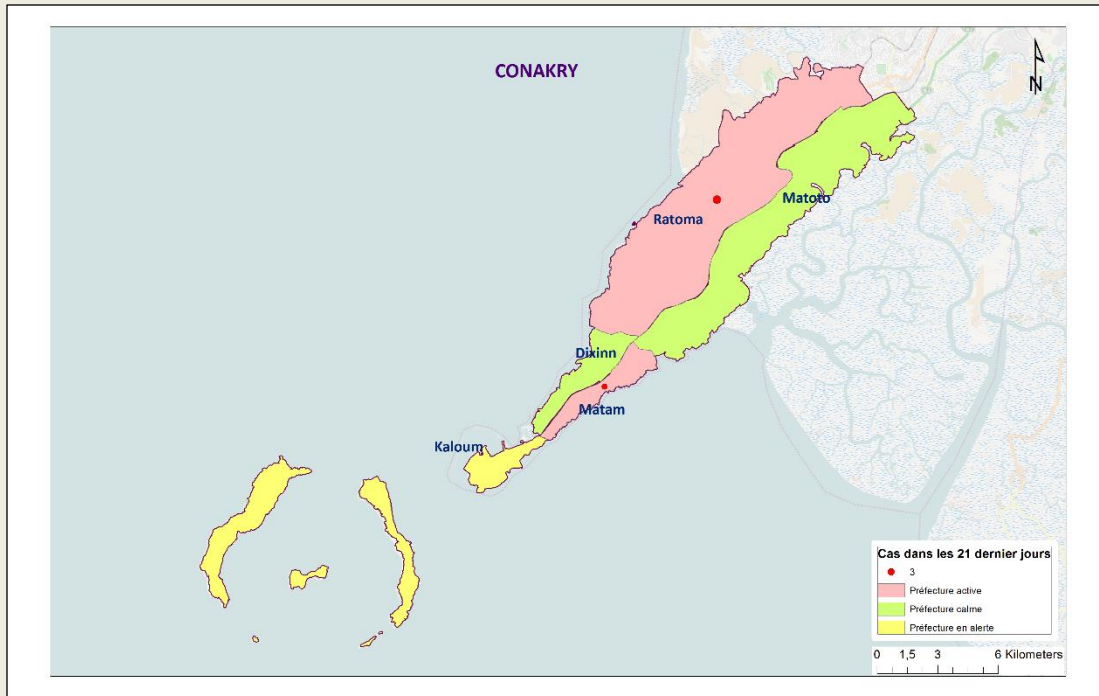 CONAKRY
N
Ratoma
Matoto
Dixinn
Matam
Kaloum
Cas dans les 21 dernier jours
3
Préfecture active
Préfecture calme
Préfecture en alerte
0 1,5 3 6 Kilometers